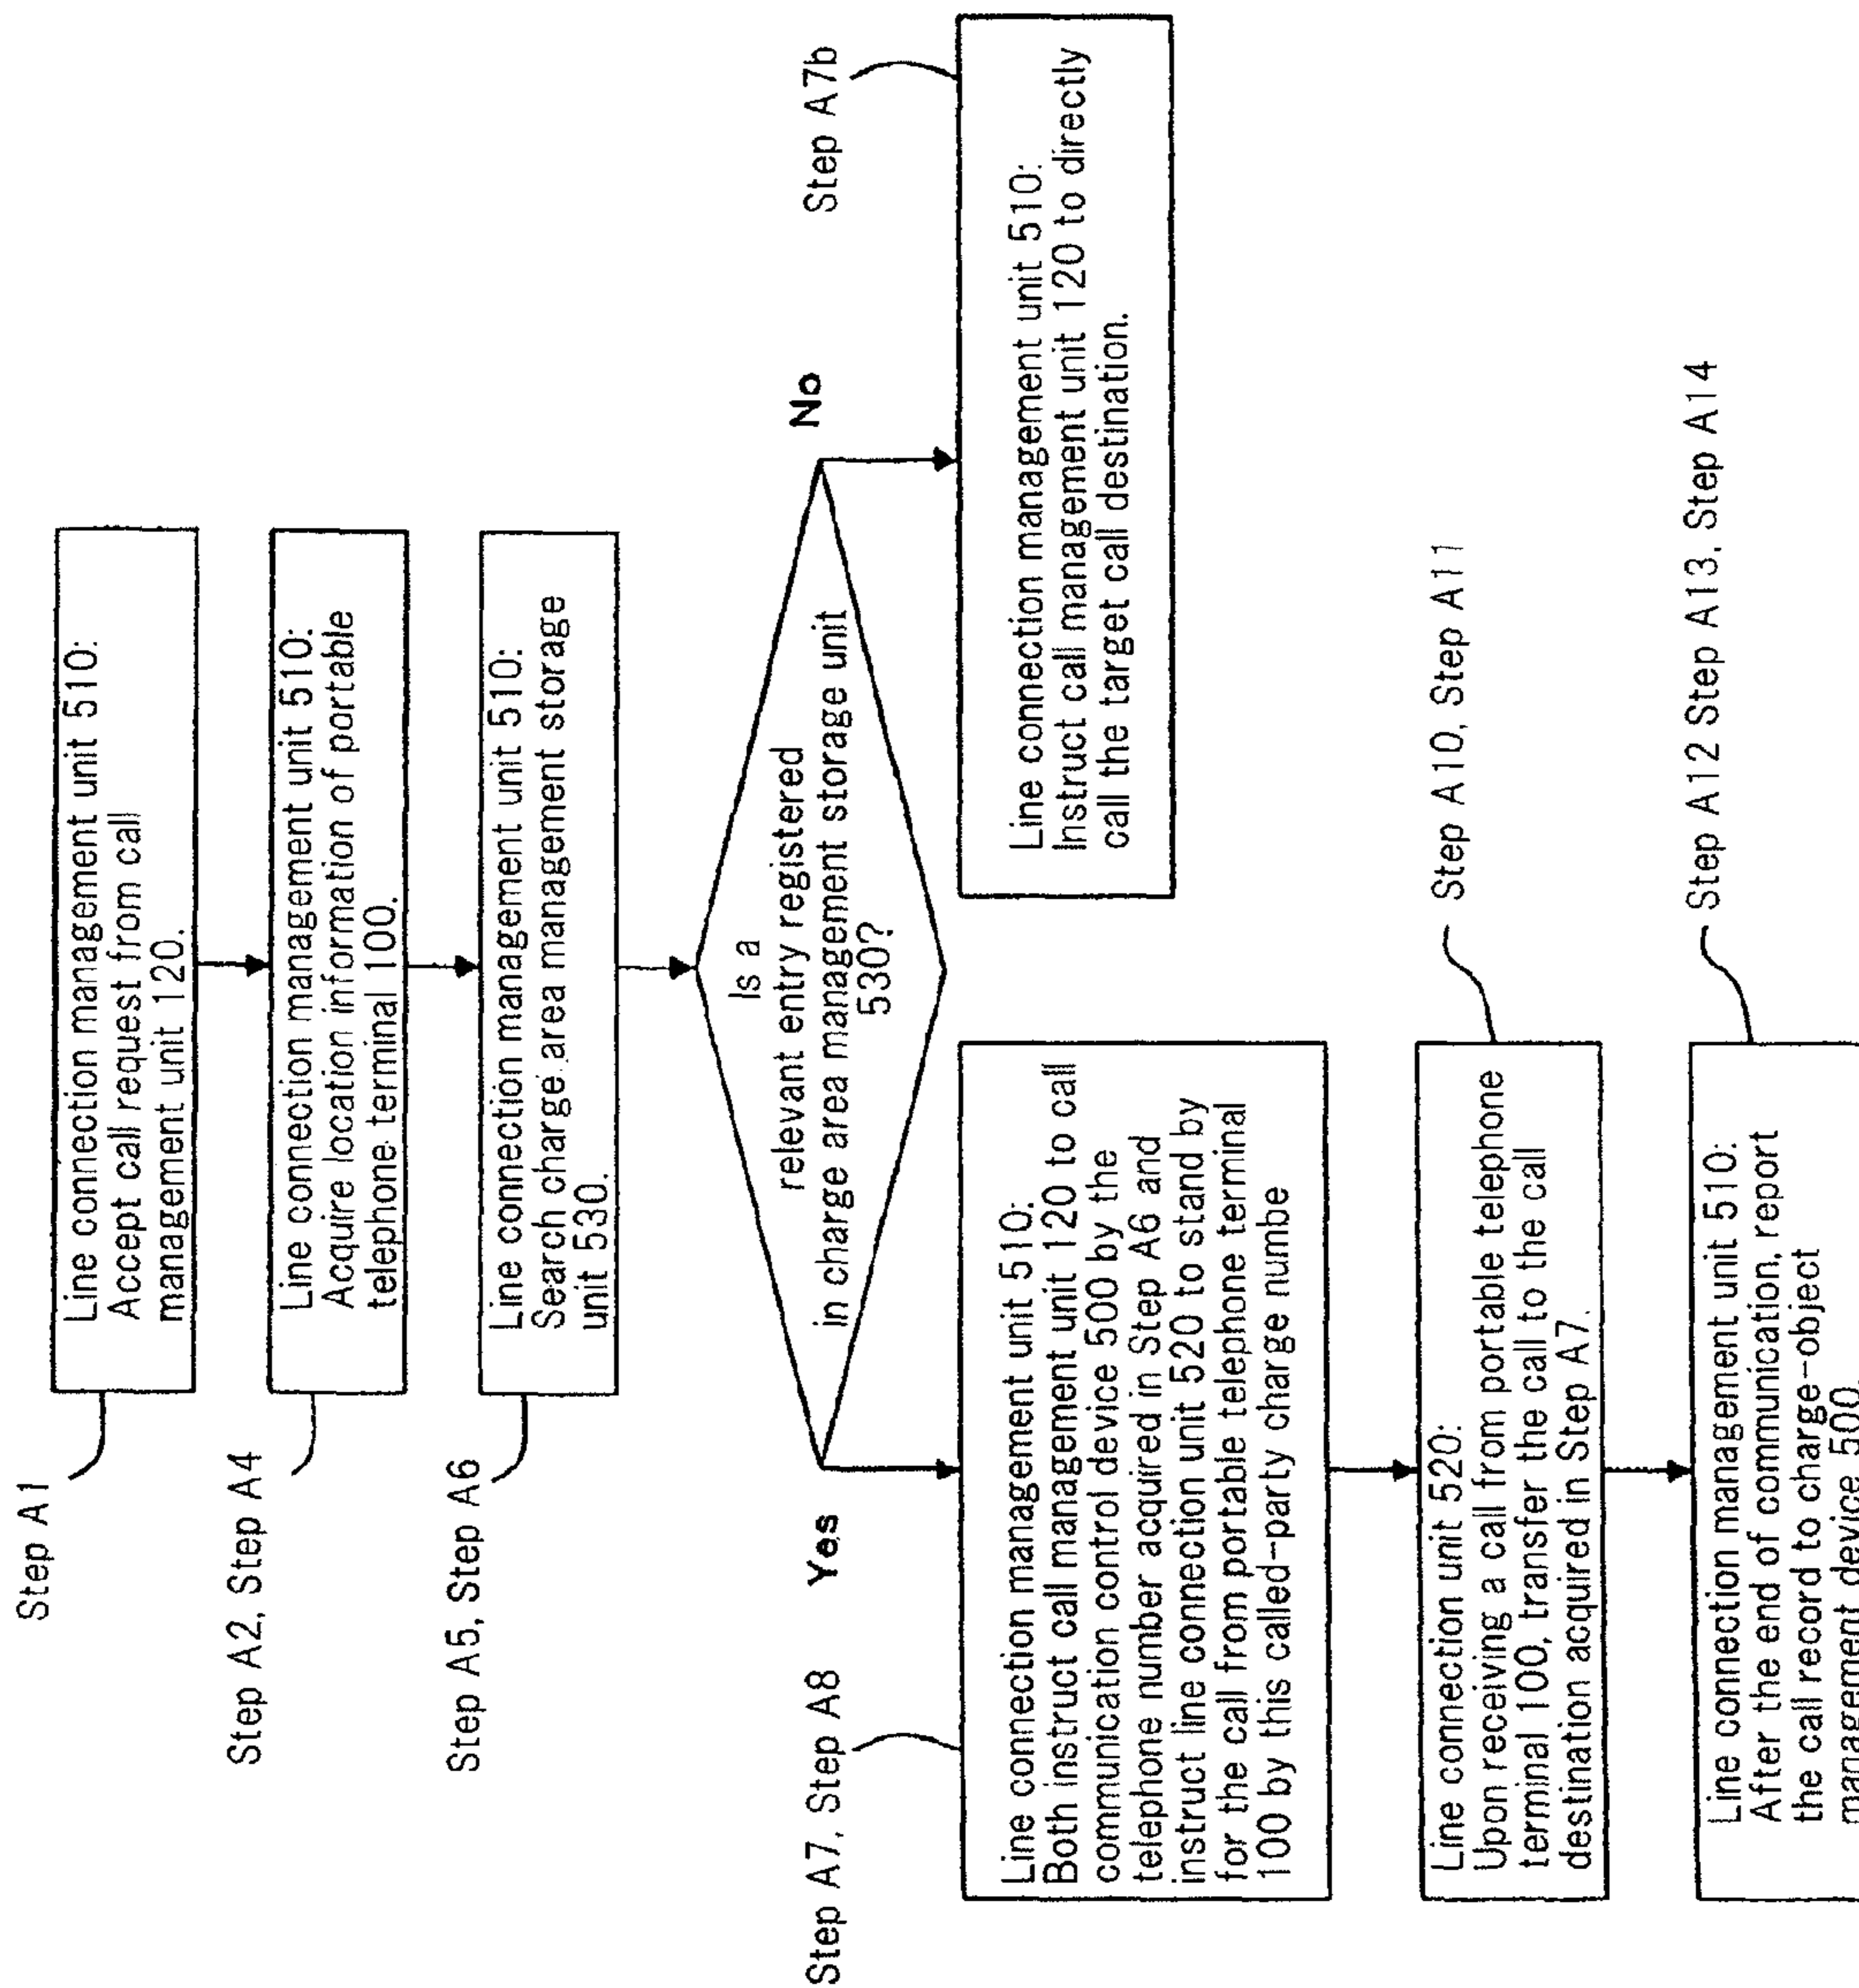 Step A1
Line connection management unit 510:
Accept call request from call
management unit 120.
Step A2, Step A4
Line connection management unit 510:
Acquire location information of portable
telephone terminal 100.
Step A5, Step A6
Line connection management unit 510:
Search charge area management storage
unit 530.
Is a
relevant entry registered
in charge area management storage unit
530?
Yes
No
Step A7, Step A8
Line connection management unit 510:
Both instruct call management unit 120 to call
communication control device 500 by the
telephone number acquired in Step A6 and
instruct line connection unit 520 to stand by
for the call from portable telephone terminal
100 by this called-party charge numbe
Step A7b
Line connection management unit 510:
Instruct call management unit 120 to directly
call the target call destination.
Step A10, Step A11
Line connection unit 520:
Upon receiving a call from portable telephone
terminal 100, transfer the call to the call
destination acquired in Step A7.
Step A12 Step A13, Step A14
Line connection management unit 510:
After the end of communication, report
the call record to charge-object
management device 500.